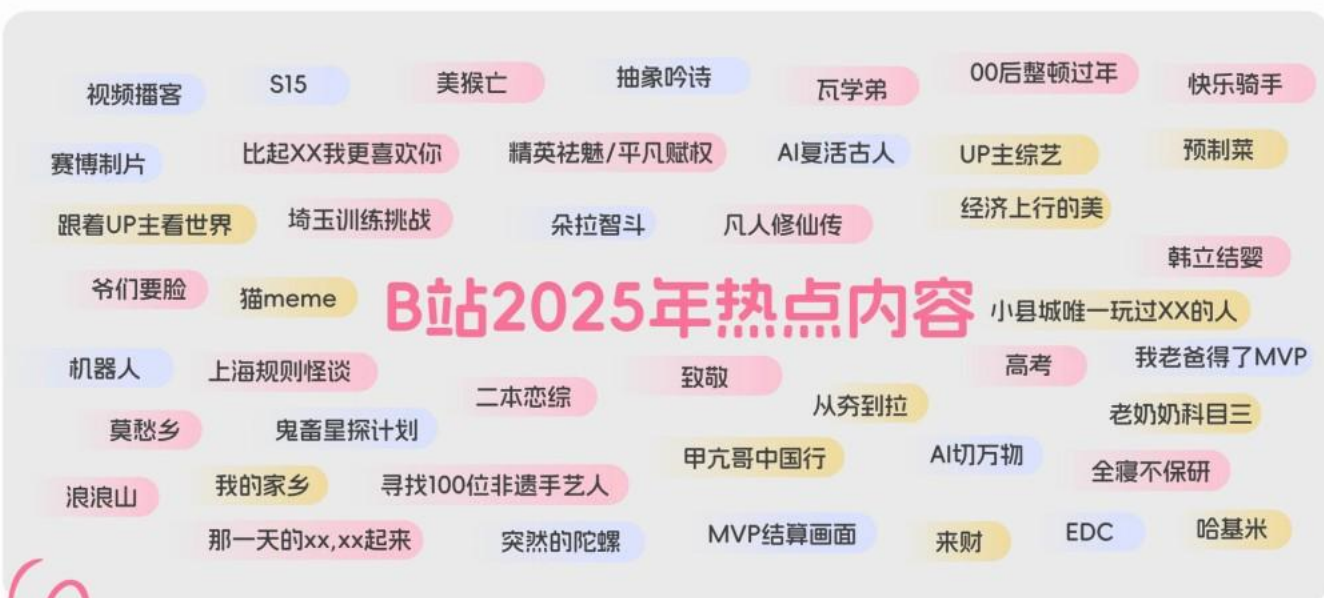 视频播客 S15 美猴亡 抽象吟诗 瓦学弟 00后整顿过年 快乐骑手
赛博制片 比起XX我更喜欢你 精英祛魅/平凡赋权 AI复活古人 UP主综艺 预制菜
跟着UP主看世界 埼玉训练挑战 朵拉智斗 凡人修仙传 经济上行的美
韩立结婴
爷们要脸 猫meme B站2025年热点内容 小县城唯一玩过XX的人
机器人 上海规则怪谈 二本恋综 致敬 高考 我老爸得了MVP
莫愁乡 鬼畜星探计划 从夯到拉 老奶奶科目三
甲亢哥中国行 AI切万物 全寝不保研
浪浪山 我的家乡 寻找100位非遗手艺人
那一天的xx,xx起来 突然的陀螺 MVP结算画面 来财 EDC 哈基米